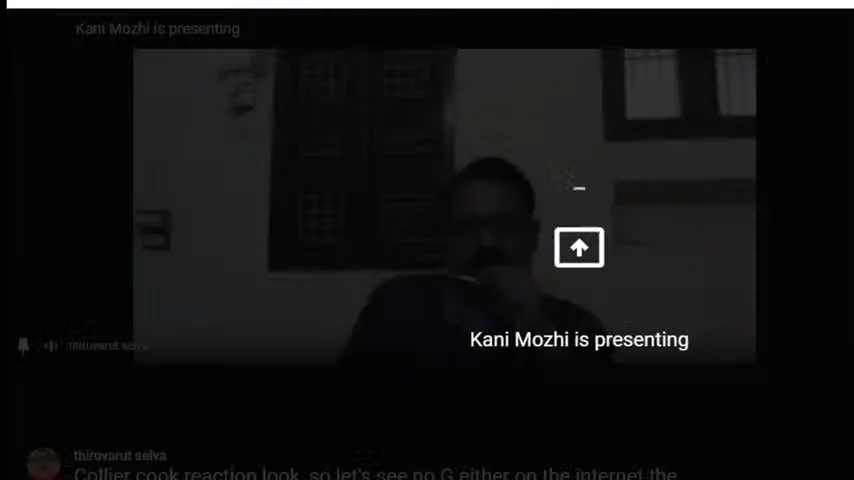 Kani Mozhi is presenting
Kani Mozhi is presenting
thiruvarut selva
thiruvarut selva
Collier cook reaction look, so let's see no G either on the internet the